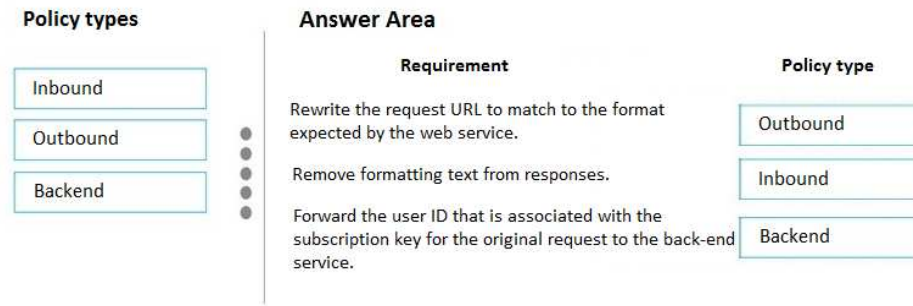 Policy types
Answer Area
Requirement
Policy type
Inbound
Outbound
Backend
Rewrite the request URL to match to the format
expected by the web service.
Outbound
Remove formatting text from responses.
Inbound
Forward the user ID that is associated with the
subscription key for the original request to the back-end
service.
Backend